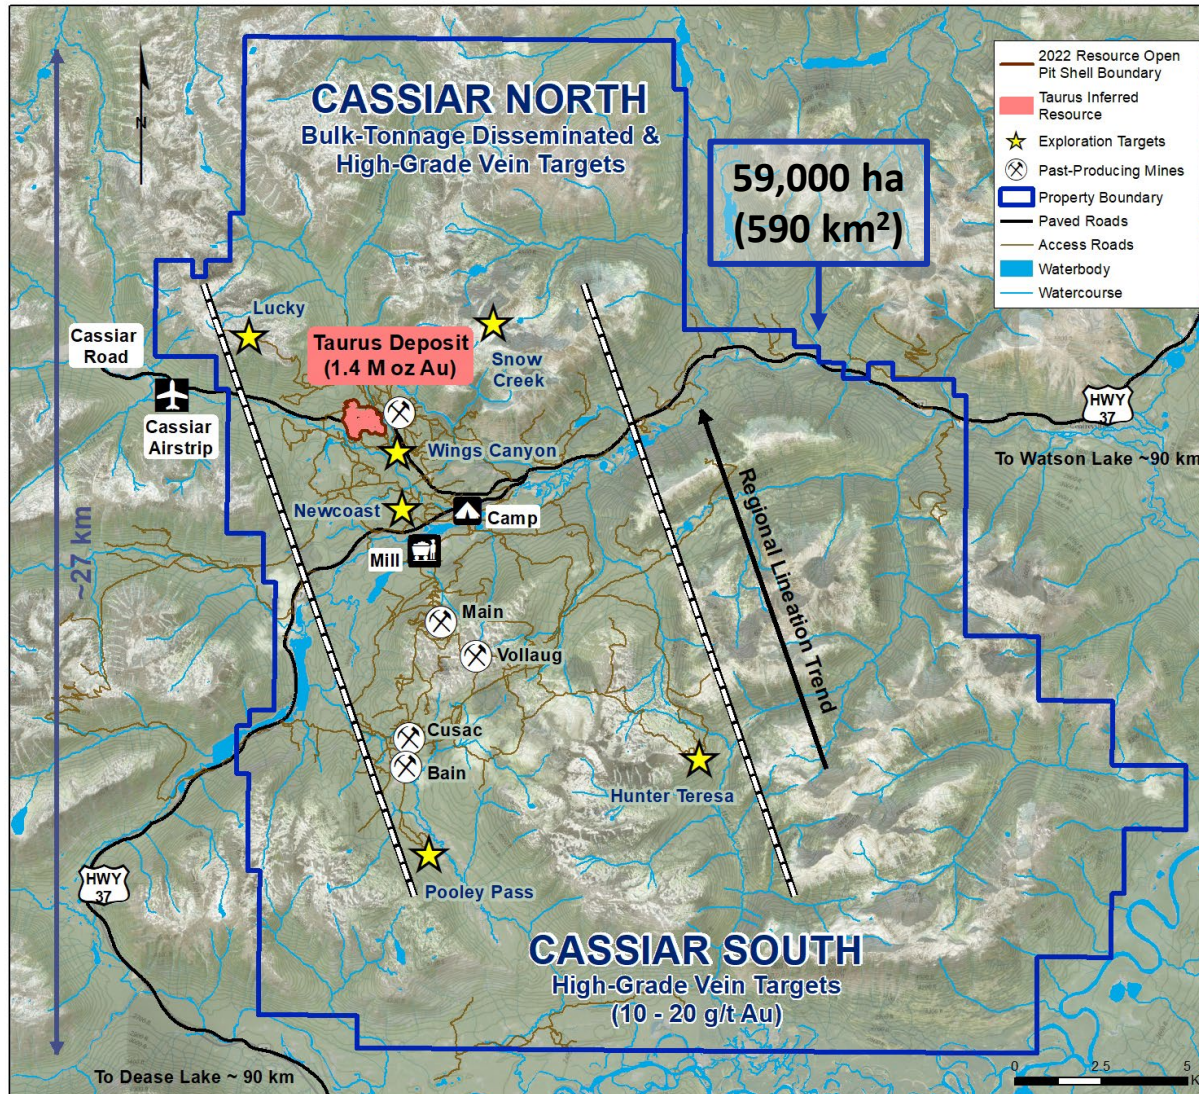 CASSIAR NORTH
Bulk-Tonnage Disseminated &
High-Grade Vein Targets
59,000 ha
(590 km²)
2022 Resource Open
Pit Shell Boundary
Taurus Inferred
Resource
Exploration Targets
Past-Producing Mines
Property Boundary
Paved Roads
Access Roads
Waterbody
Watercourse
N
Lucky
Taurus Deposit
(1.4 M oz Au)
Snow
Creek
Cassiar
Road
Cassiar
Airstrip
Wings Canyon
HWY
37
To Watson Lake ~90 km
Newcoast
Camp
Mill
~27 km
Regional Lineation Trend
Main
Vollaug
Cusac
Bain
Hunter Teresa
Pooley Pass
HWY
37
CASSIAR SOUTH
High-Grade Vein Targets
(10 - 20 g/t Au)
To Dease Lake ~ 90 km
0 2.5 5
K